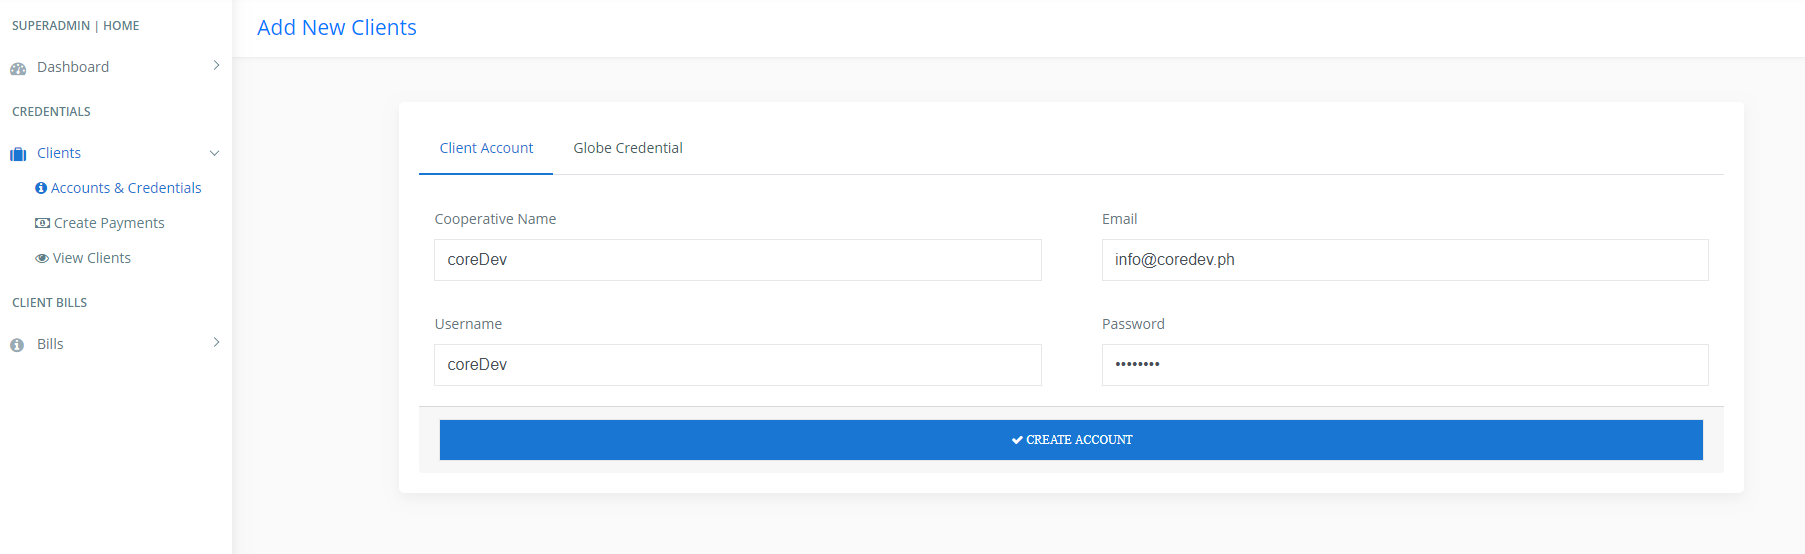 SUPERADMIN | HOME
Dashboard
CREDENTIALS
Clients
Accounts & Credentials
Create Payments
View Clients
CLIENT BILLS
Bills
Add New Clients
Client Account Globe Credential
Cooperative Name Email
coreDev info@coredev.ph
Username Password
coreDev ••••••••
CREATE ACCOUNT